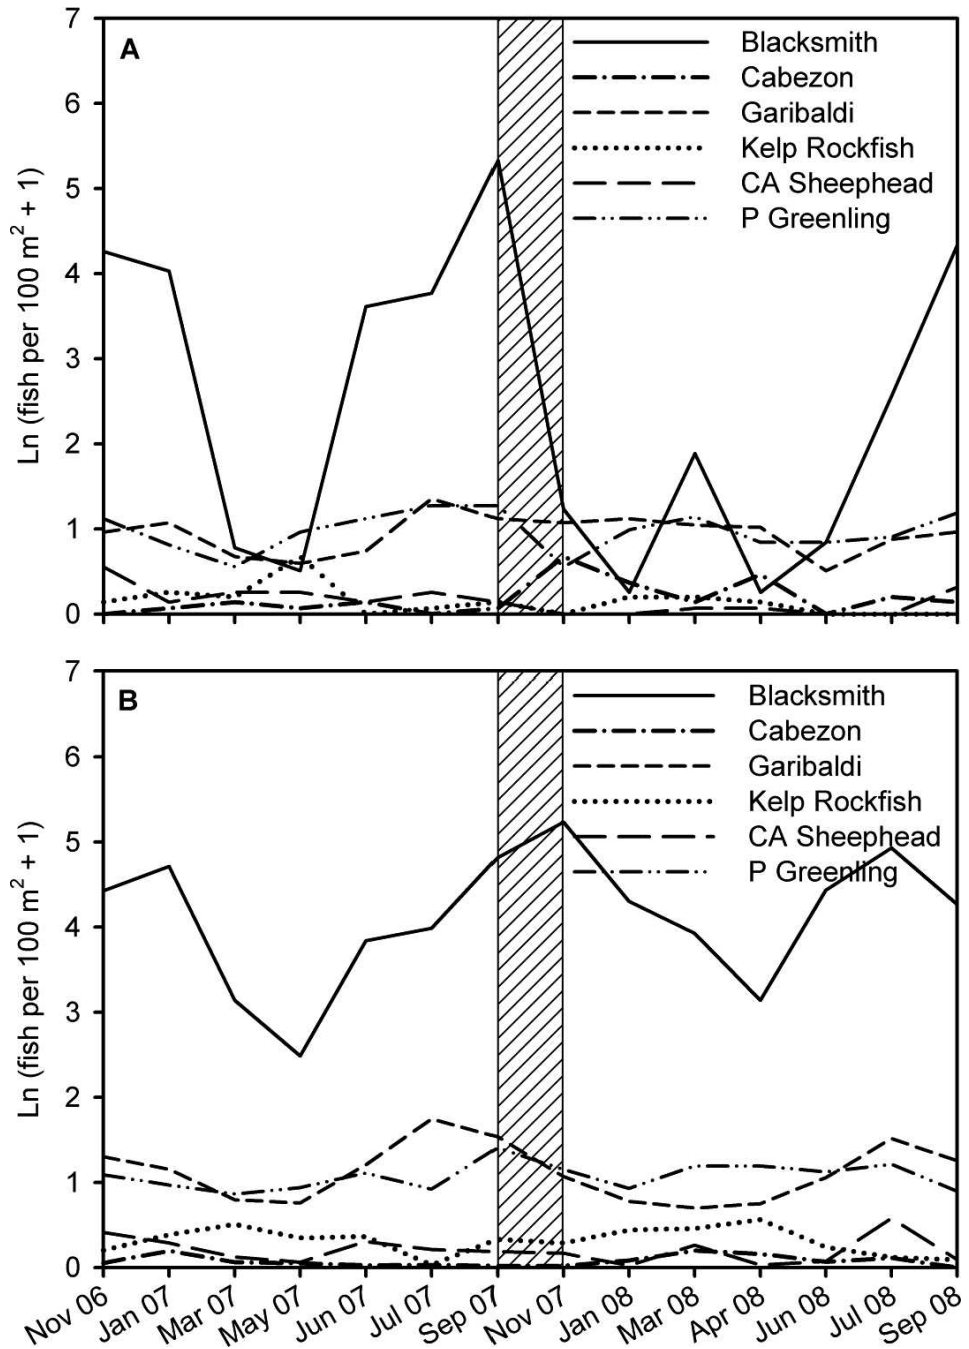 A
7
6
5
4
3
2
1
0
Ln (fish per 100 m² + 1)
Blacksmith
Cabezon
Garibaldi
Kelp Rockfish
CA Sheephead
P Greenling
B
7
6
5
4
3
2
1
0
Ln (fish per 100 m² + 1)
Blacksmith
Cabezon
Garibaldi
Kelp Rockfish
CA Sheephead
P Greenling
Nov 06
Jan 07
Mar 07
May 07
Jun 07
Jul 07
Sep 07
Nov 07
Jan 08
Mar 08
Apr 08
Jun 08
Jul 08
Sep 08